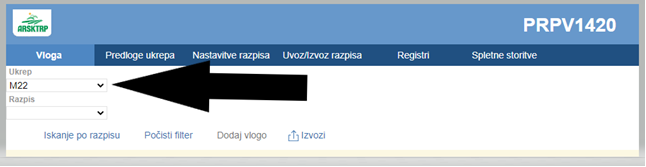 ARSKTRP
PRPV1420
Vloga Predloge ukrepa Nastavitve razpisa Uvoz/Izvoz razpisa Registri Spletne storitve
Ukrep
M22
Razpis
Iskanje po razpisu Počisti filter Dodaj vlogo Izvozi